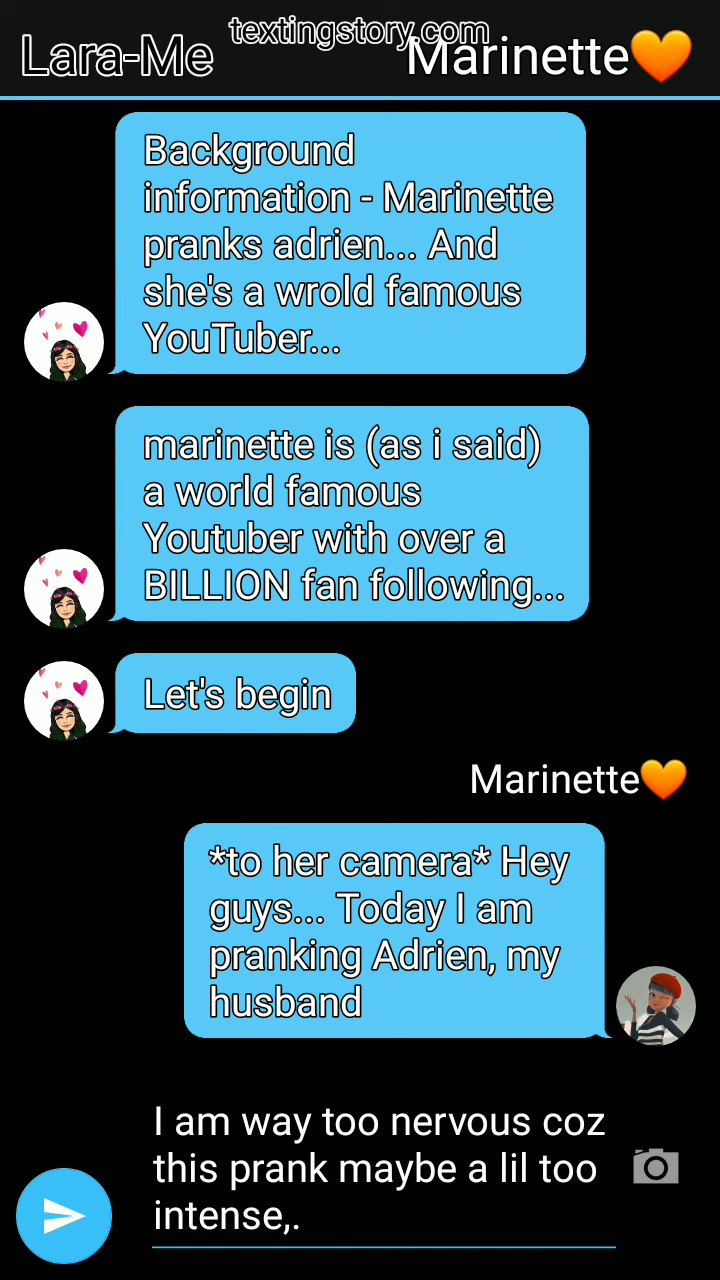 textingstory.com
Lara-Me
Marinette🧡
Background
information - Marinette
pranks adrien... And
she's a wrold famous
YouTuber...
marinette is (as i said)
a world famous
Youtuber with over a
BILLION fan following...
Let's begin
Marinette🧡
*to her camera* Hey
guys... Today I am
pranking Adrien, my
husband
I am way too nervous coz
this prank maybe a lil too
intense,.